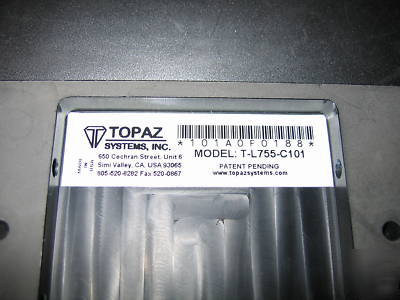 TOPAZ
SYSTEMS, INC.
650 Cochran Street, Unit 6
Simi Valley, CA. USA 93065
805-520-8282 Fax 520-0867
MADE
IN
USA
*101A0F0188*
MODEL: T-L755-C101
PATENT PENDING
www.topazsystems.com